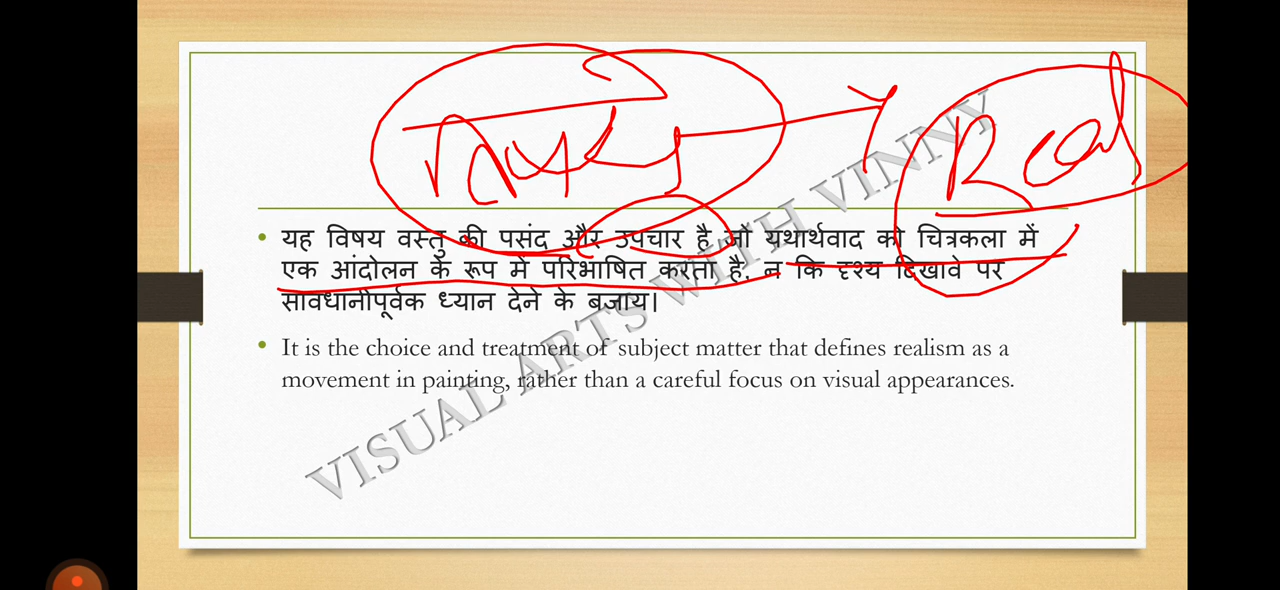 Real
• यह विषय वस्तु की पसंद और उपचार है जो यथार्थवाद को चित्रकला में
एक आंदोलन के रूप में परिभाषित करता है, न कि दृश्य दिखावे पर
सावधानीपूर्वक ध्यान देने के बजाय।
• It is the choice and treatment of subject matter that defines realism as a
movement in painting, rather than a careful focus on visual appearances.
VISUAL ARTS WITH VINNY